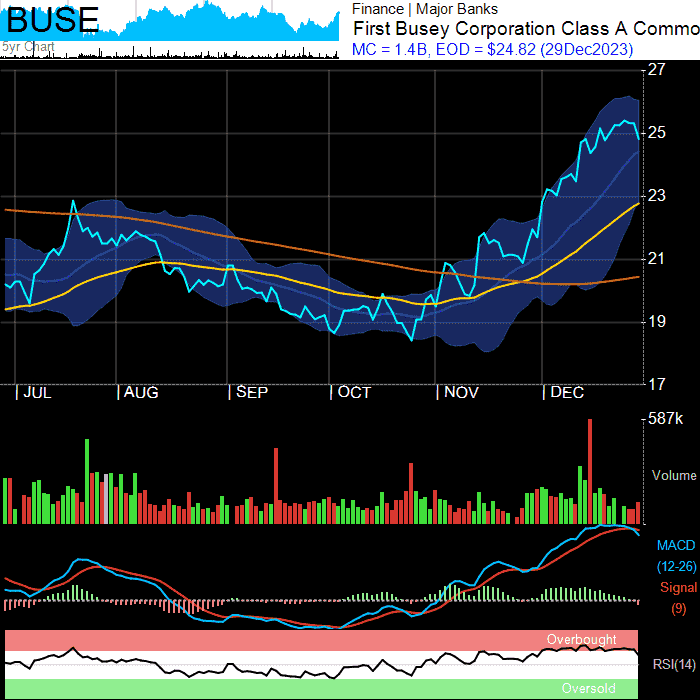 BUSE
5yr Chart
Finance | Major Banks
First Busey Corporation Class A Commo
MC = 1.4B, EOD = $24.82 (29Dec2023)
27
25
23
21
19
17
|JUL |AUG |SEP |OCT |NOV |DEC
587k
Volume
MACD
(12-26)
Signal
(9)
Overbought
RSI(14)
Oversold